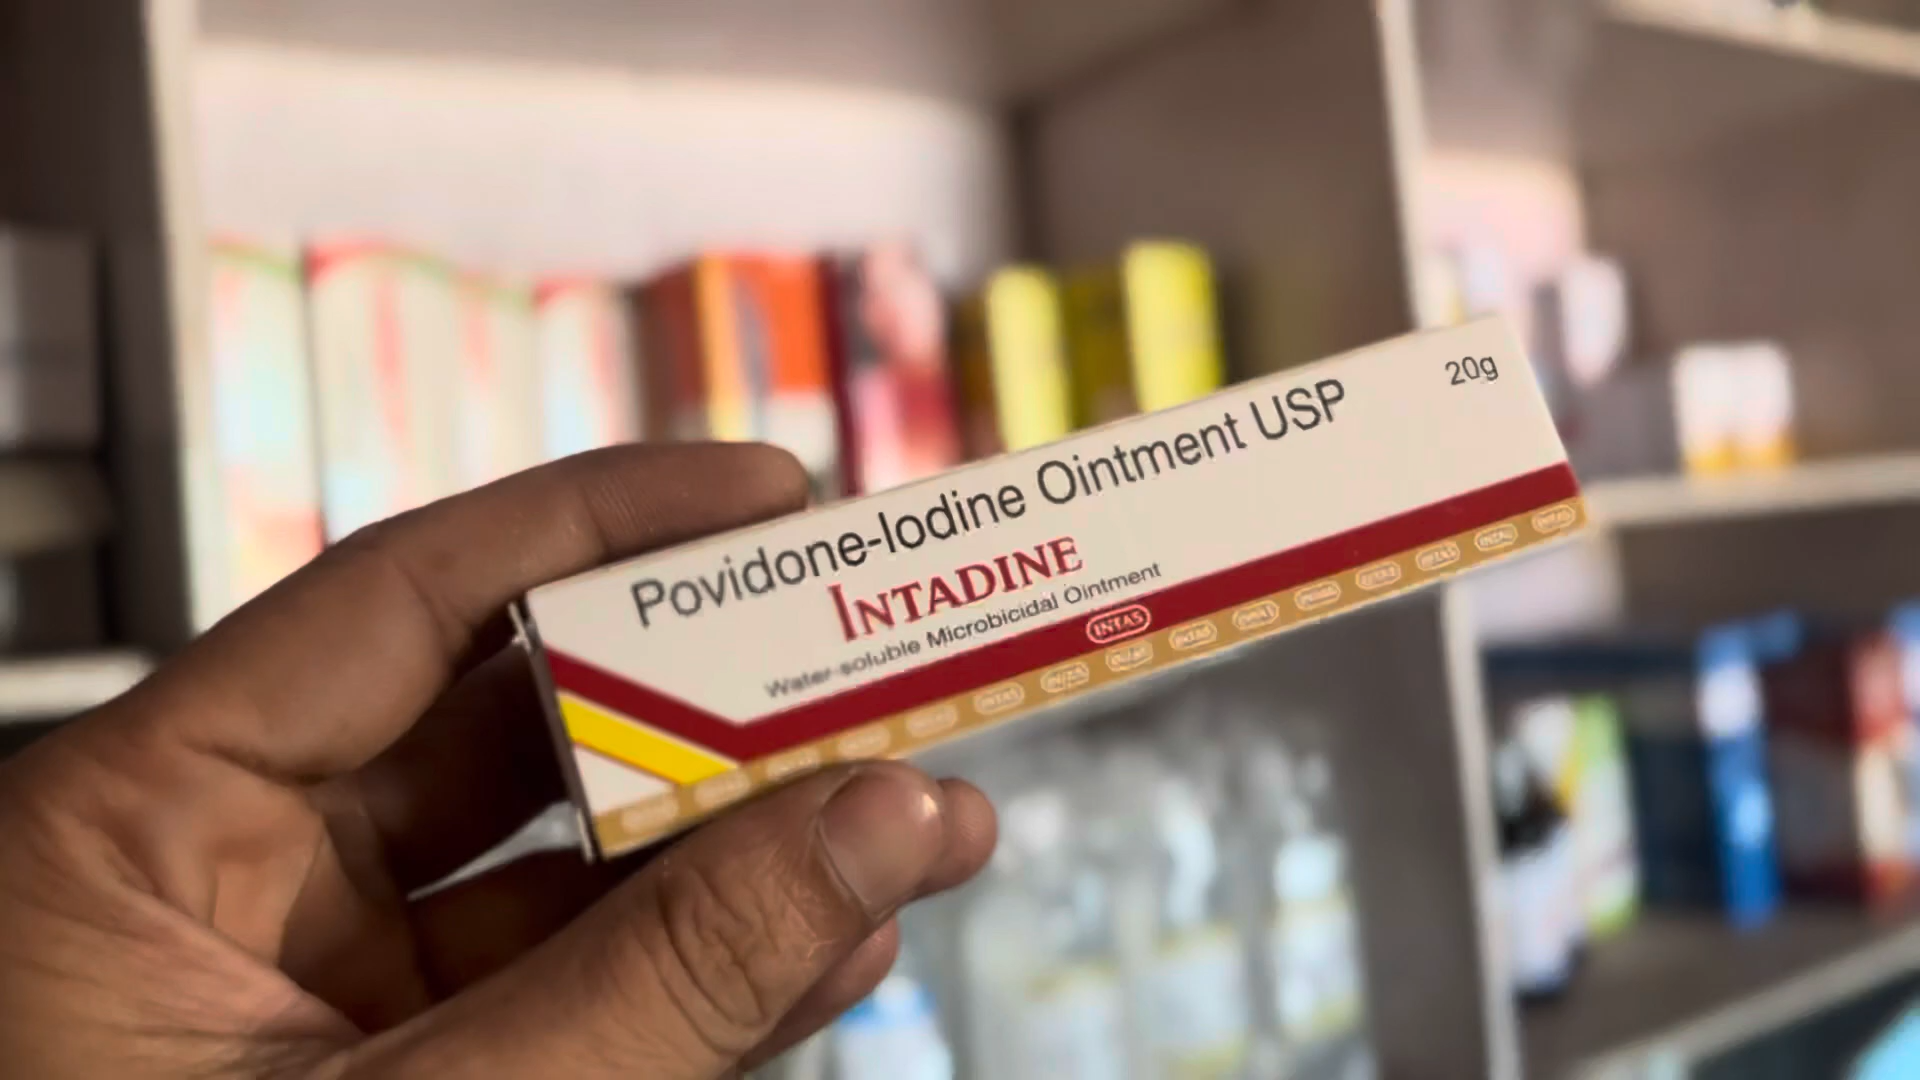 Povidone-Iodine Ointment USP 20g
INTADINE
Water-soluble Microbicidal Ointment
INTAS